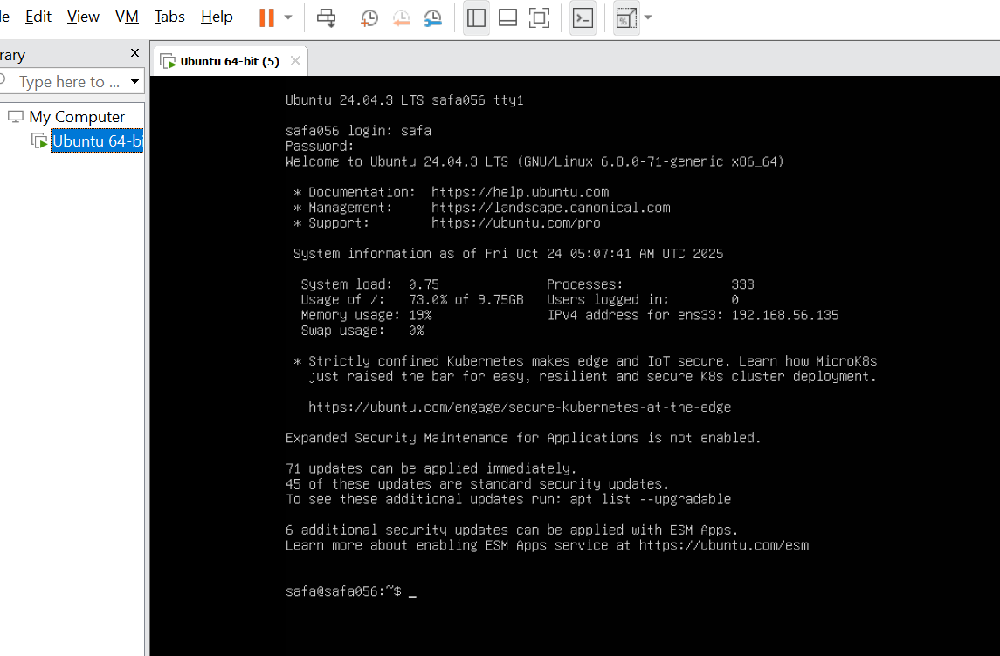 le Edit View VM Tabs Help
rary
Type here to ...
My Computer
Ubuntu 64-bi
Ubuntu 64-bit (5)
Ubuntu 24.04.3 LTS safa056 tty1
safa056 login: safa
Password:
Welcome to Ubuntu 24.04.3 LTS (GNU/Linux 6.8.0-71-generic x86_64)
* Documentation: https://help.ubuntu.com
* Management: https://landscape.canonical.com
* Support: https://ubuntu.com/pro
System information as of Fri Oct 24 05:07:41 AM UTC 2025
System load: 0.75 Processes: 333
Usage of /: 73.0% of 9.75GB Users logged in: 0
Memory usage: 19% IPv4 address for ens33: 192.168.56.135
Swap usage: 0%
* Strictly confined Kubernetes makes edge and IoT secure. Learn how MicroK8s
just raised the bar for easy, resilient and secure K8s cluster deployment.
https://ubuntu.com/engage/secure-kubernetes-at-the-edge
Expanded Security Maintenance for Applications is not enabled.
71 updates can be applied immediately.
45 of these updates are standard security updates.
To see these additional updates run: apt list --upgradable
6 additional security updates can be applied with ESM Apps.
Learn more about enabling ESM Apps service at https://ubuntu.com/esm
safa@safa056:~$ _